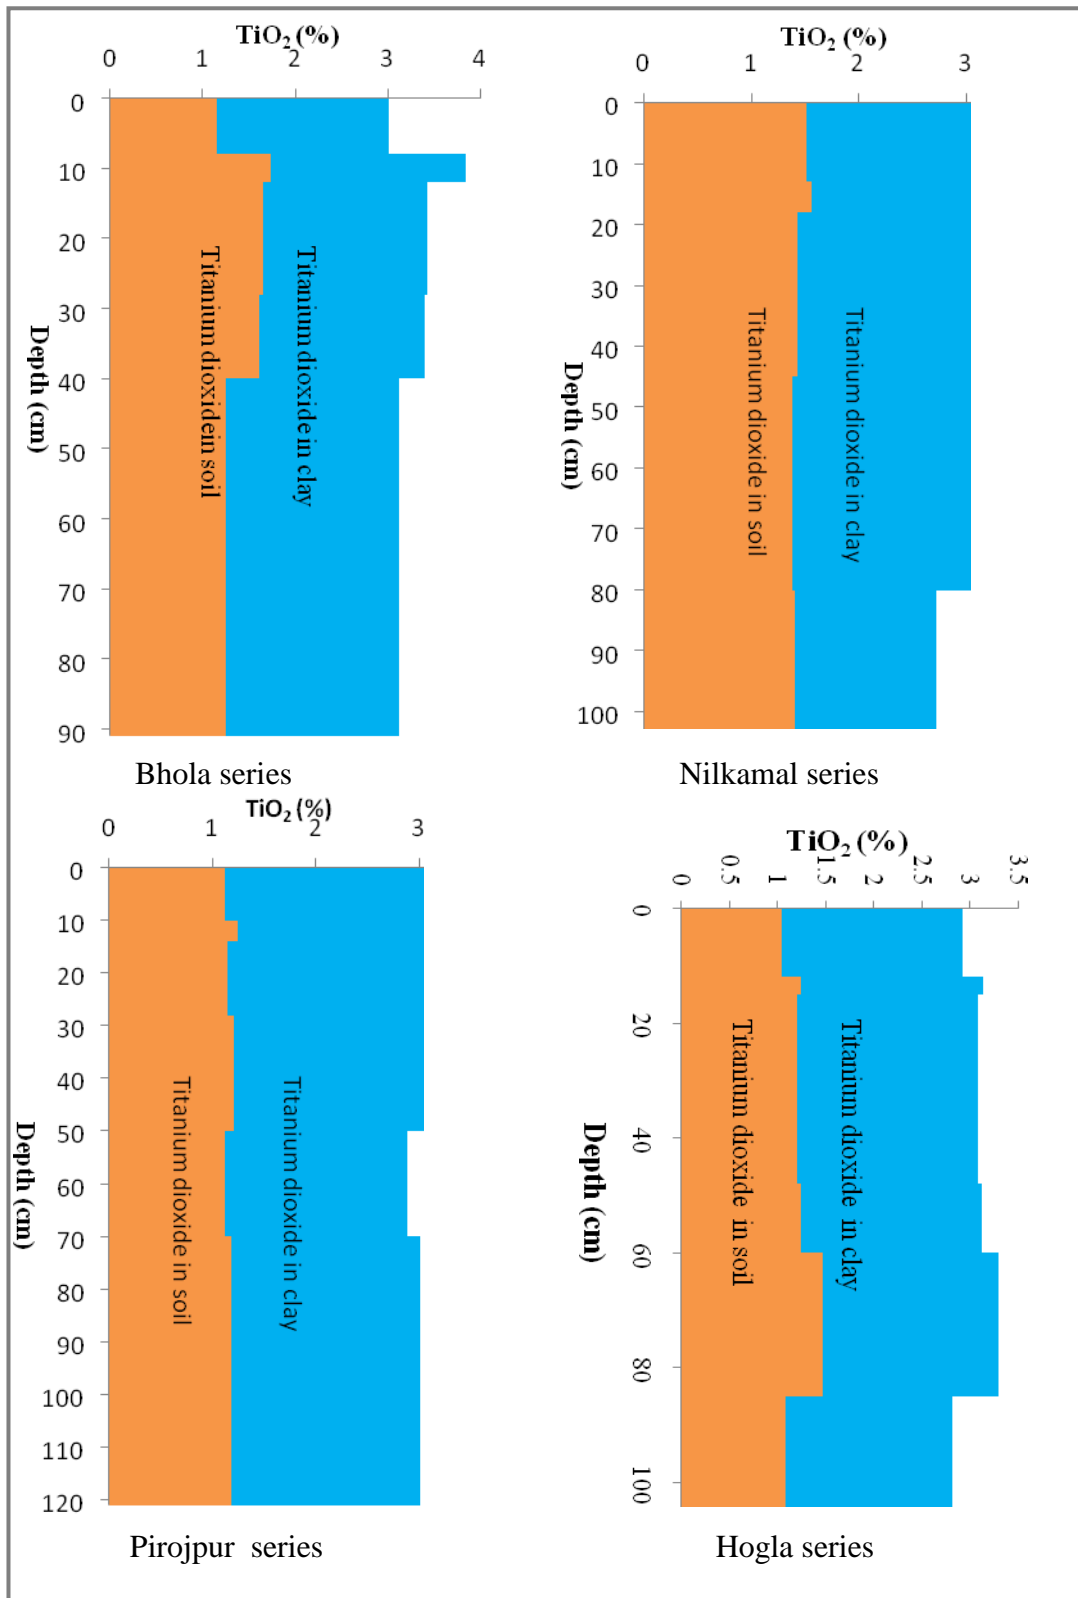 TiO2 (%)
0 1 2 3 4
0
10
20
30
40
50
60
70
80
90
Depth (cm)
Titanium dioxidein soil
Titanium dioxide in clay
Bhola series
TiO2 (%)
0 1 2 3
0
10
20
30
40
50
60
70
80
90
100
Depth (cm)
Titanium dioxide in soil
Titanium dioxide in clay
Nilkamal series
TiO2 (%)
0 1 2 3
0
10
20
30
40
50
60
70
80
90
100
110
120
Depth (cm)
Titanium dioxide in soil
Titanium dioxide in clay
Pirojpur series
TiO2 (%)
0 0.5 1 1.5 2 2.5 3 3.5
0
20
40
60
80
100
Depth (cm)
Titanium dioxide in soil
Titanium dioxide in clay
Hogla series